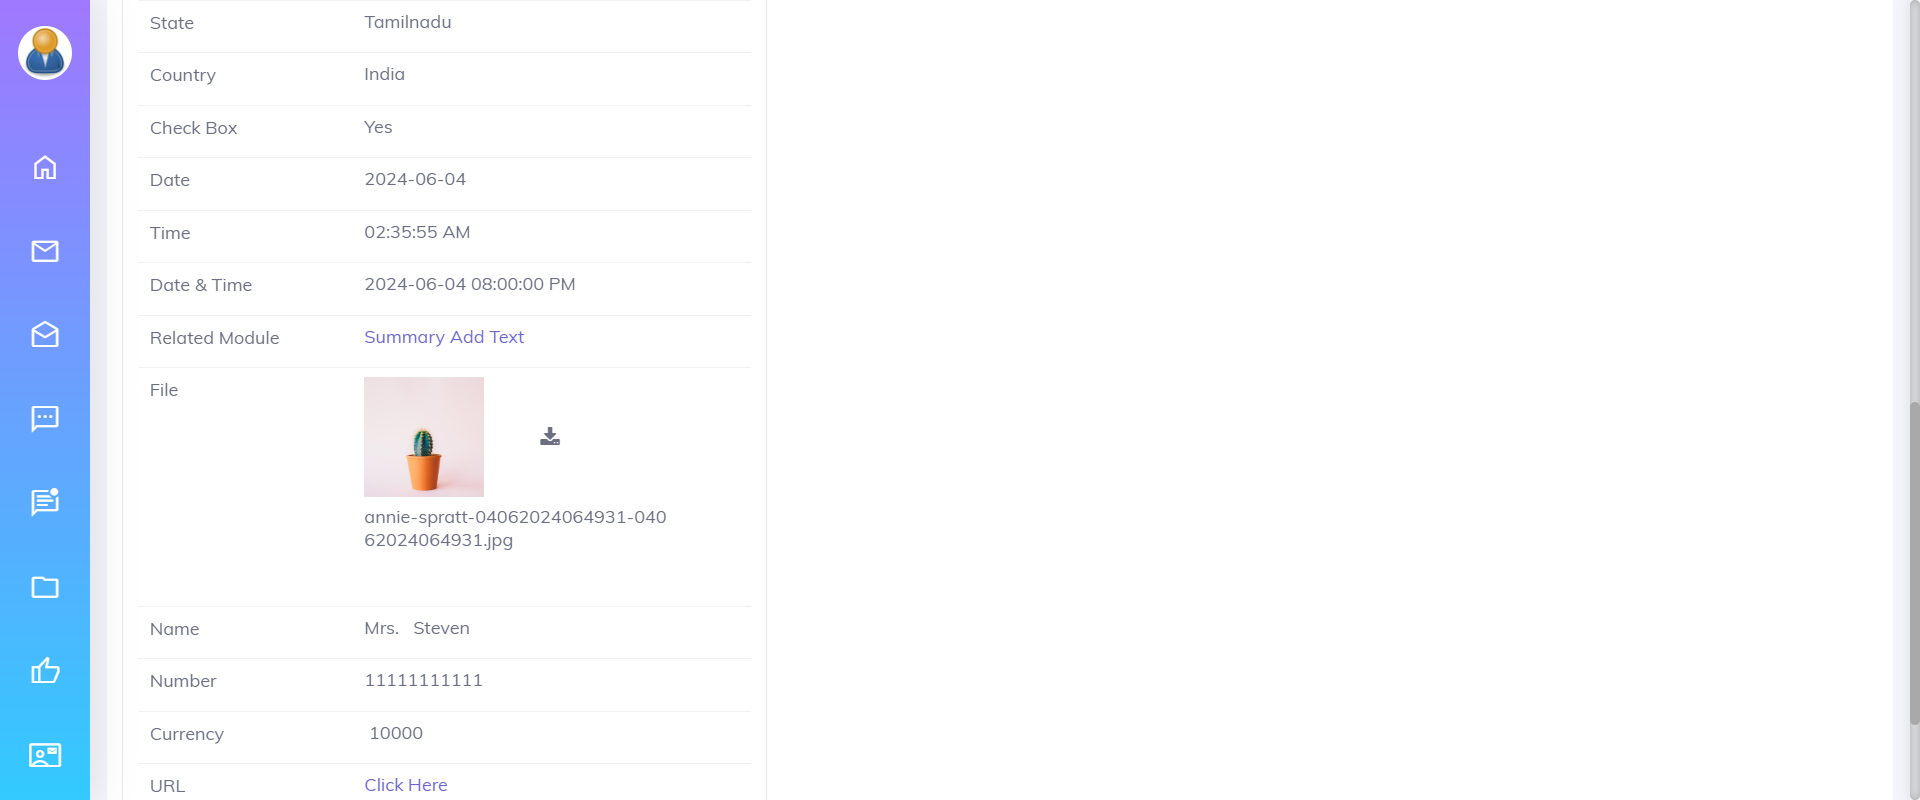 State Tamilnadu
Country India
Check Box Yes
Date 2024-06-04
Time 02:35:55 AM
Date & Time 2024-06-04 08:00:00 PM
Related Module Summary Add Text
File
annie-spratt-04062024064931-040
62024064931.jpg
Name Mrs. Steven
Number 11111111111
Currency 10000
URL Click Here